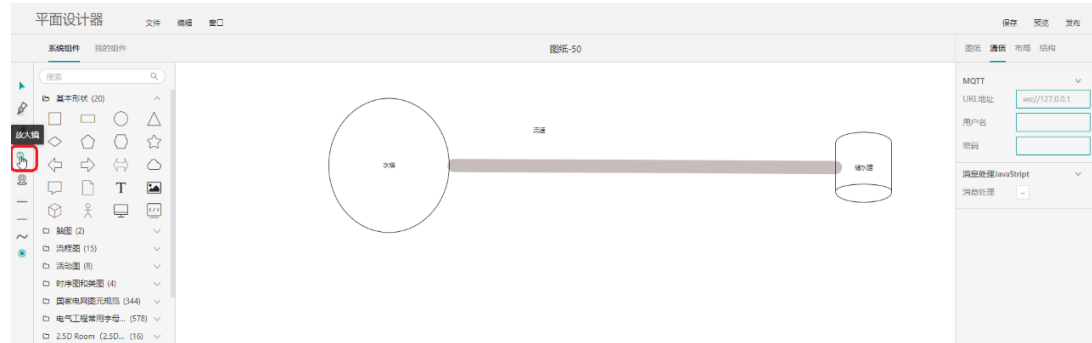 平面设计器 文件 编辑 窗口 保存 预览 发布
系统组件 我的组件 图纸-50 图纸 通信 布局 结构
搜索
基本形状 (20)
放大镜
T
脑图 (2)
流程图 (15)
活动图 (8)
时序图和类图 (4)
国家电网图元规范 (344)
电气工程常用字母... (578)
2.5D Room (2.5D... (16)
流速
水塔
储水罐
MQTT
URL地址 ws://127.0.0.1
用户名
密码
消息处理JavaStript
消息处理 ...